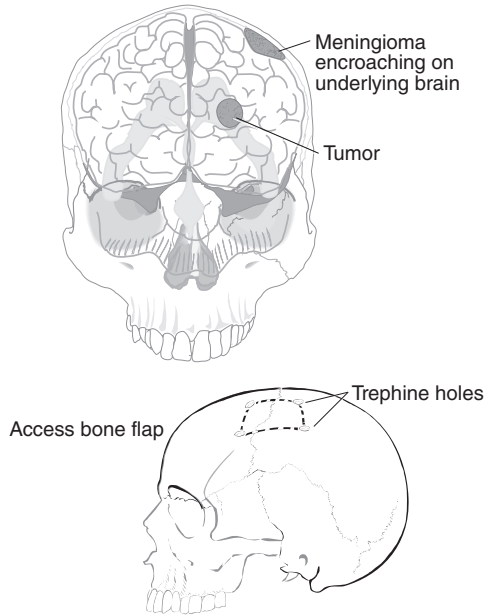 Meningioma
encroaching on
underlying brain
Tumor
Trephine holes
Access bone flap